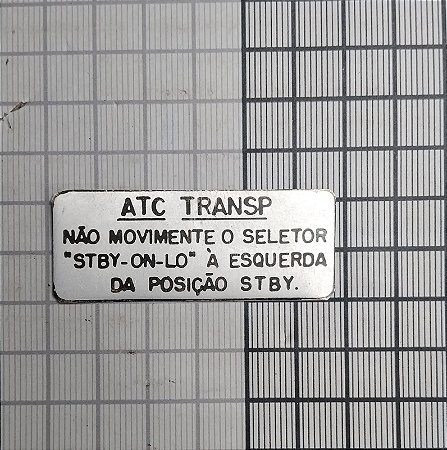 ATC TRANSP
NÃO MOVIMENTE O SELETOR
"STBY-ON-LO" À ESQUERDA
DA POSIÇÃO STBY.